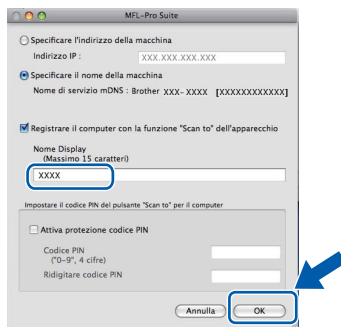 MFL-Pro Suite
Specificare l'indirizzo della macchina
Indirizzo IP : XXX.XXX.XXX.XXX
Specificare il nome della macchina
Nome di servizio mDNS : Brother XXX-XXXX [XXXXXXXXXXXX]
Registrare il computer con la funzione "Scan to" dell'apparecchio
Nome Display
(Massimo 15 caratteri)
XXXX
Impostare il codice PIN del pulsante "Scan to" per il computer
Attiva protezione codice PIN
Codice PIN
("0-9", 4 cifre)
Ridigitare codice PIN
Annulla OK